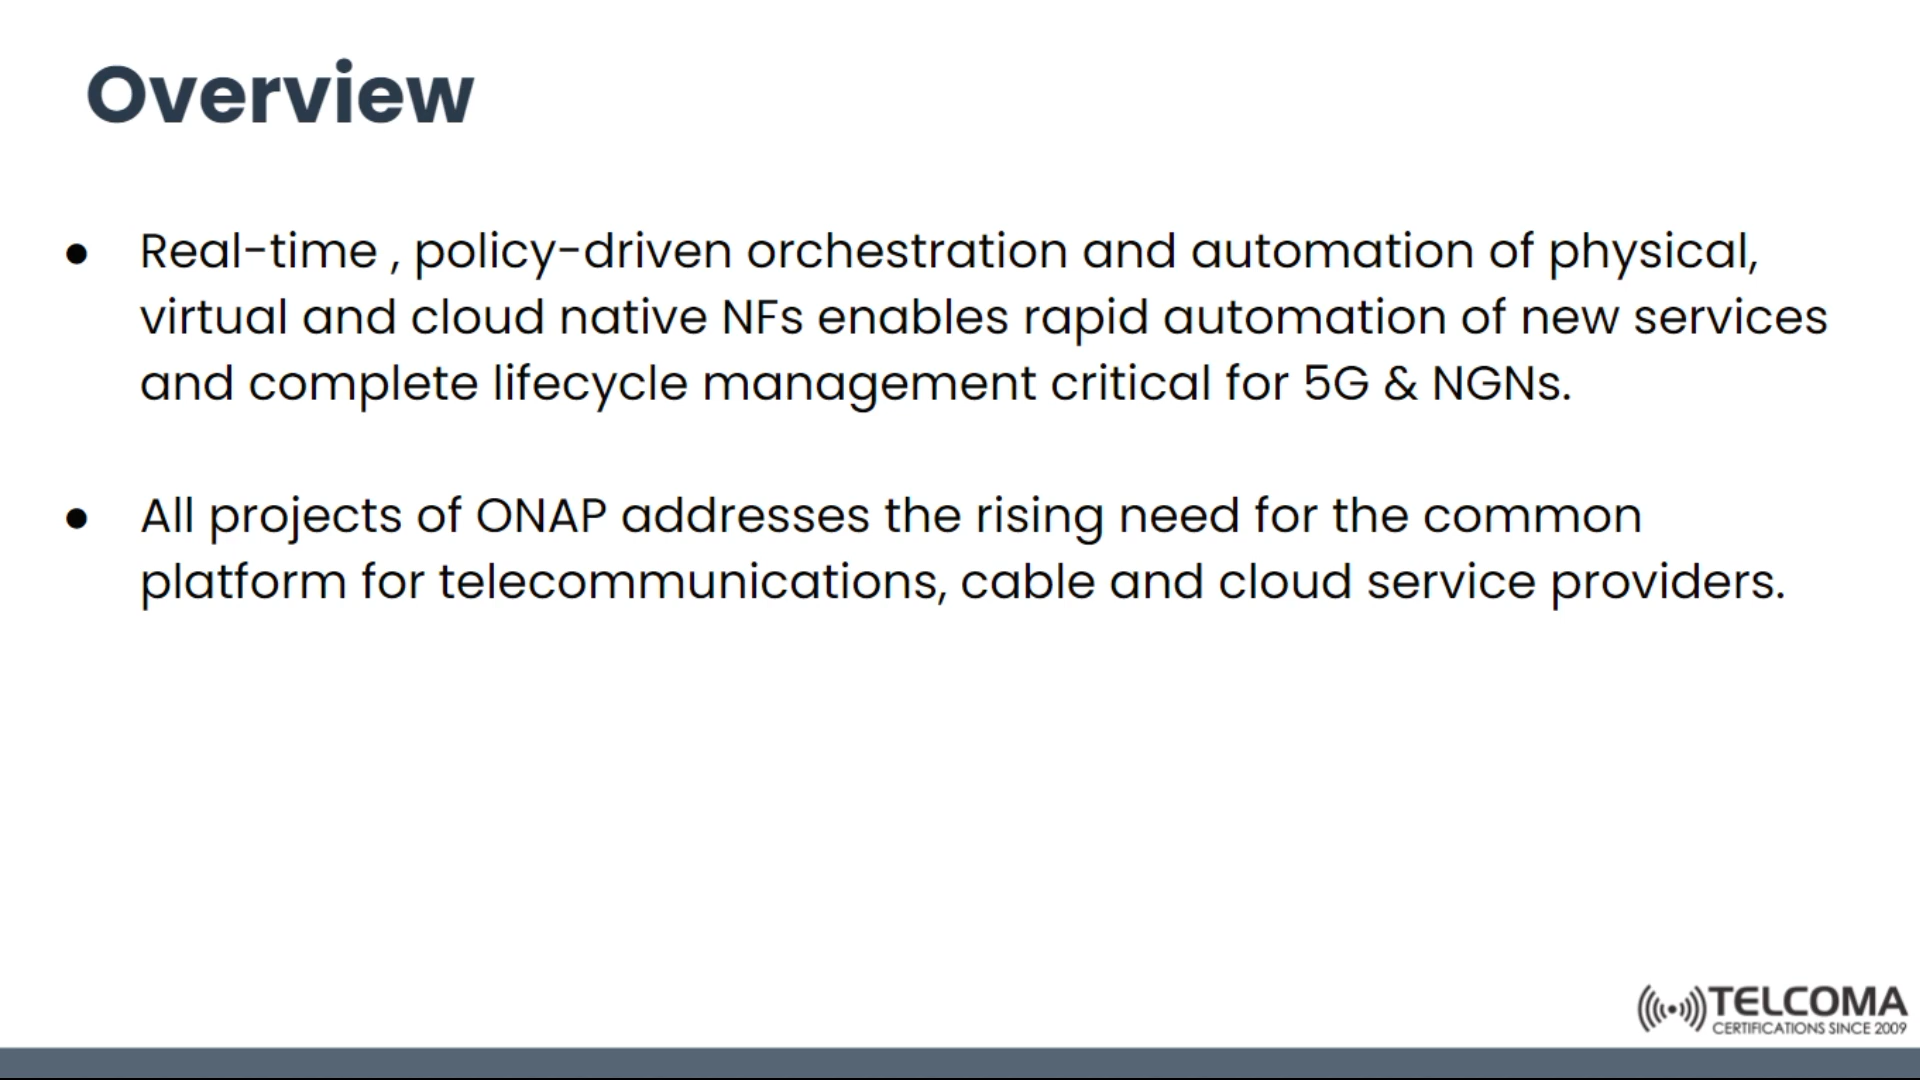 Overview
● Real-time , policy-driven orchestration and automation of physical,
virtual and cloud native NFs enables rapid automation of new services
and complete lifecycle management critical for 5G & NGNs.
● All projects of ONAP addresses the rising need for the common
platform for telecommunications, cable and cloud service providers.
TELCOMA
CERTIFICATIONS SINCE 2009